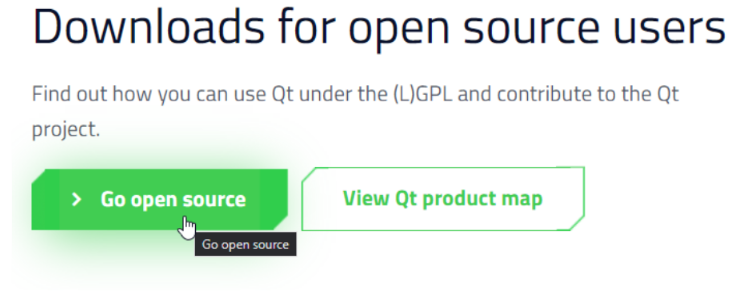 Downloads for open source users
Find out how you can use Qt under the (L)GPL and contribute to the Qt
project.
Go open source
View Qt product map
Go open source